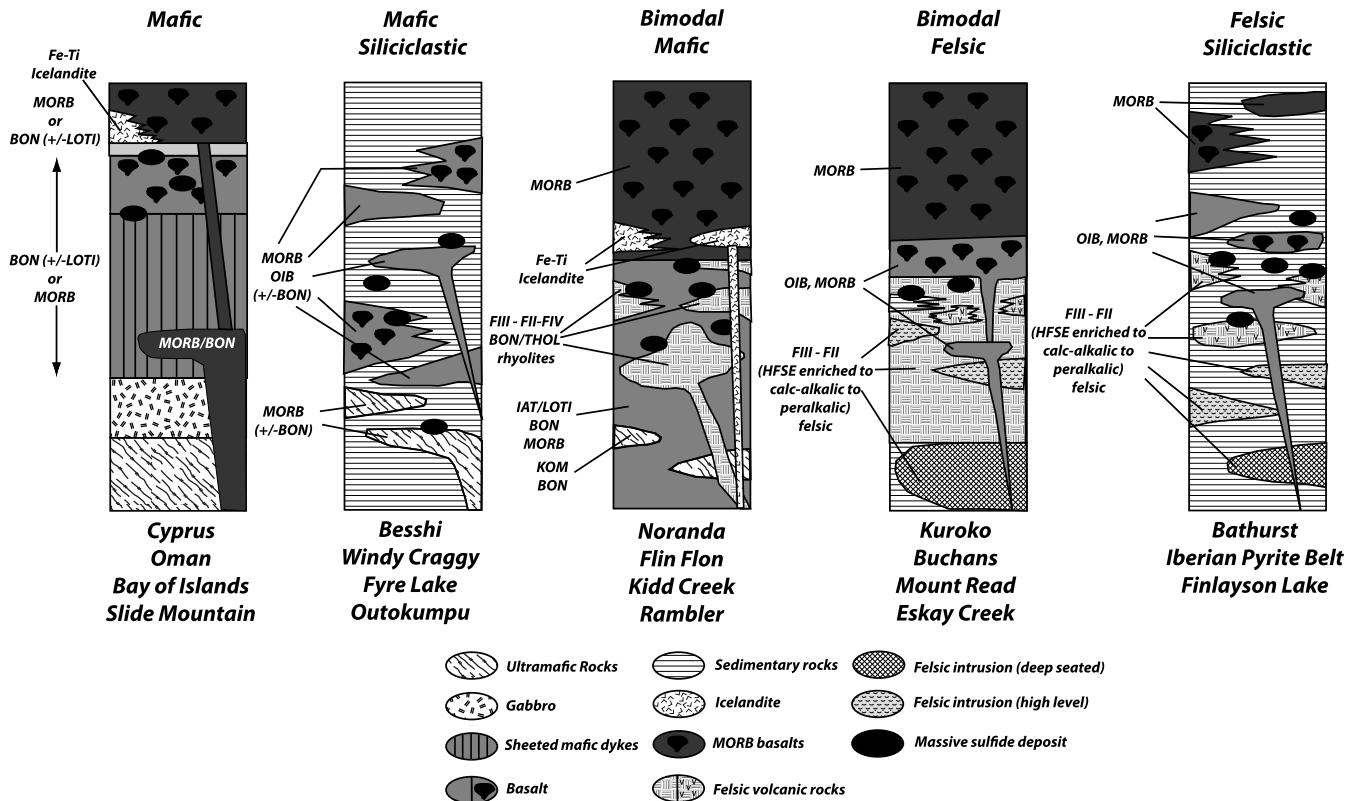 Mafic
Mafic
Siliciclastic
Bimodal
Mafic
Bimodal
Felsic
Felsic
Siliciclastic
Fe-Ti
Icelandite
MORB
or
BON (+/-LOTI)
BON (+/-LOTI)
or
MORB
MORB/BON
MORB
OIB
(+/-BON)
MORB
(+/-BON)
MORB
Fe-Ti
Icelandite
FIII - FII-FIV
BON/THOL
rhyolites
IAT/LOTI
BON
MORB
KOM
BON
MORB
OIB, MORB
FIII - FII
(HFSE enriched to
calc-alkalic to
peralkalic)
felsic
MORB
OIB, MORB
FIII - FII
(HFSE enriched to
calc-alkalic to
peralkalic)
felsic
Cyprus
Oman
Bay of Islands
Slide Mountain
Besshi
Windy Craggy
Fyre Lake
Outokumpu
Noranda
Flin Flon
Kidd Creek
Rambler
Kuroko
Buchans
Mount Read
Eskay Creek
Bathurst
Iberian Pyrite Belt
Finlayson Lake
Ultramafic Rocks
Gabbro
Sheeted mafic dykes
Basalt
Sedimentary rocks
Icelandite
MORB basalts
Felsic volcanic rocks
Felsic intrusion (deep seated)
Felsic intrusion (high level)
Massive sulfide deposit